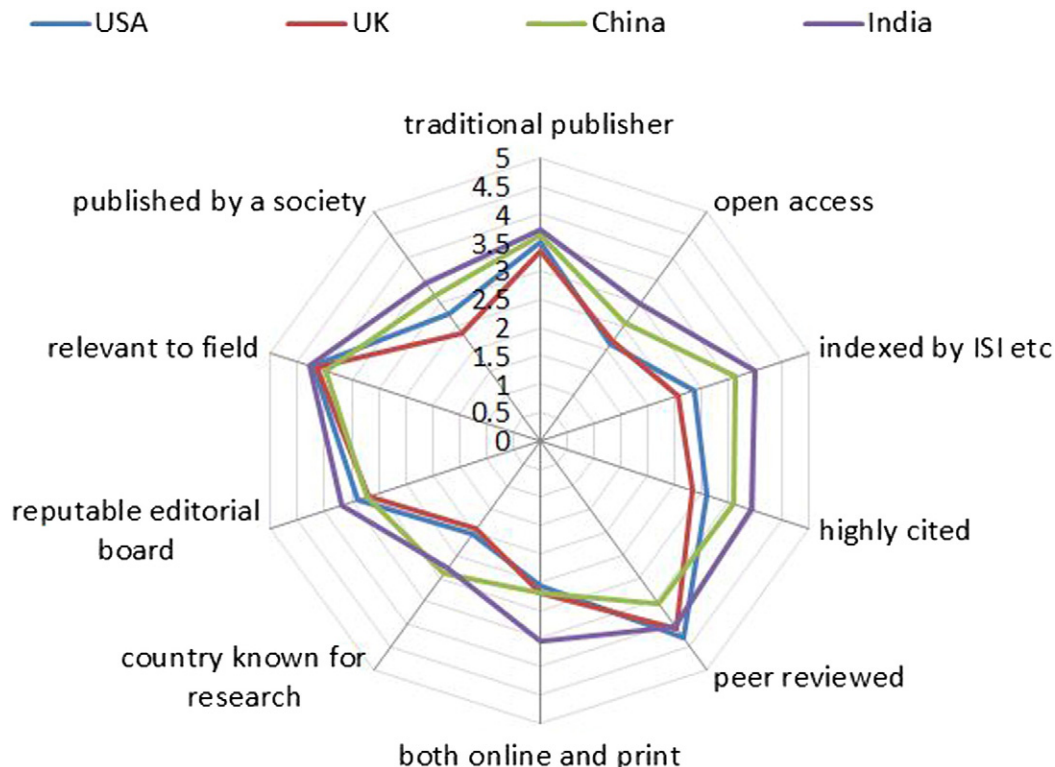 USA UK China India
traditional publisher
5
published by a society
4.5
open access
4
3.5
3
2.5
relevant to field
2
indexed by ISI etc
1.5
1
0.5
0
reputable editorial
board
highly cited
country known for
research
peer reviewed
both online and print